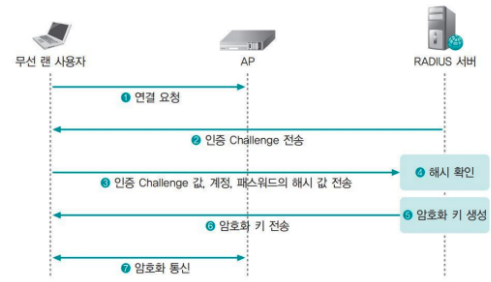 무선 랜 사용자
AP
RADIUS 서버
❶ 연결 요청
❷ 인증 Challenge 전송
❸ 인증 Challenge 값, 계정, 패스워드의 해시 값 전송
❹ 해시 확인
❺ 암호화 키 생성
❻ 암호화 키 전송
❼ 암호화 통신